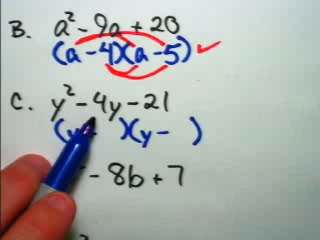 B. a² - 9a + 20
(a - 4)(a - 5) ✓
C. y² - 4y - 21
(y )(y - )
- 8b + 7